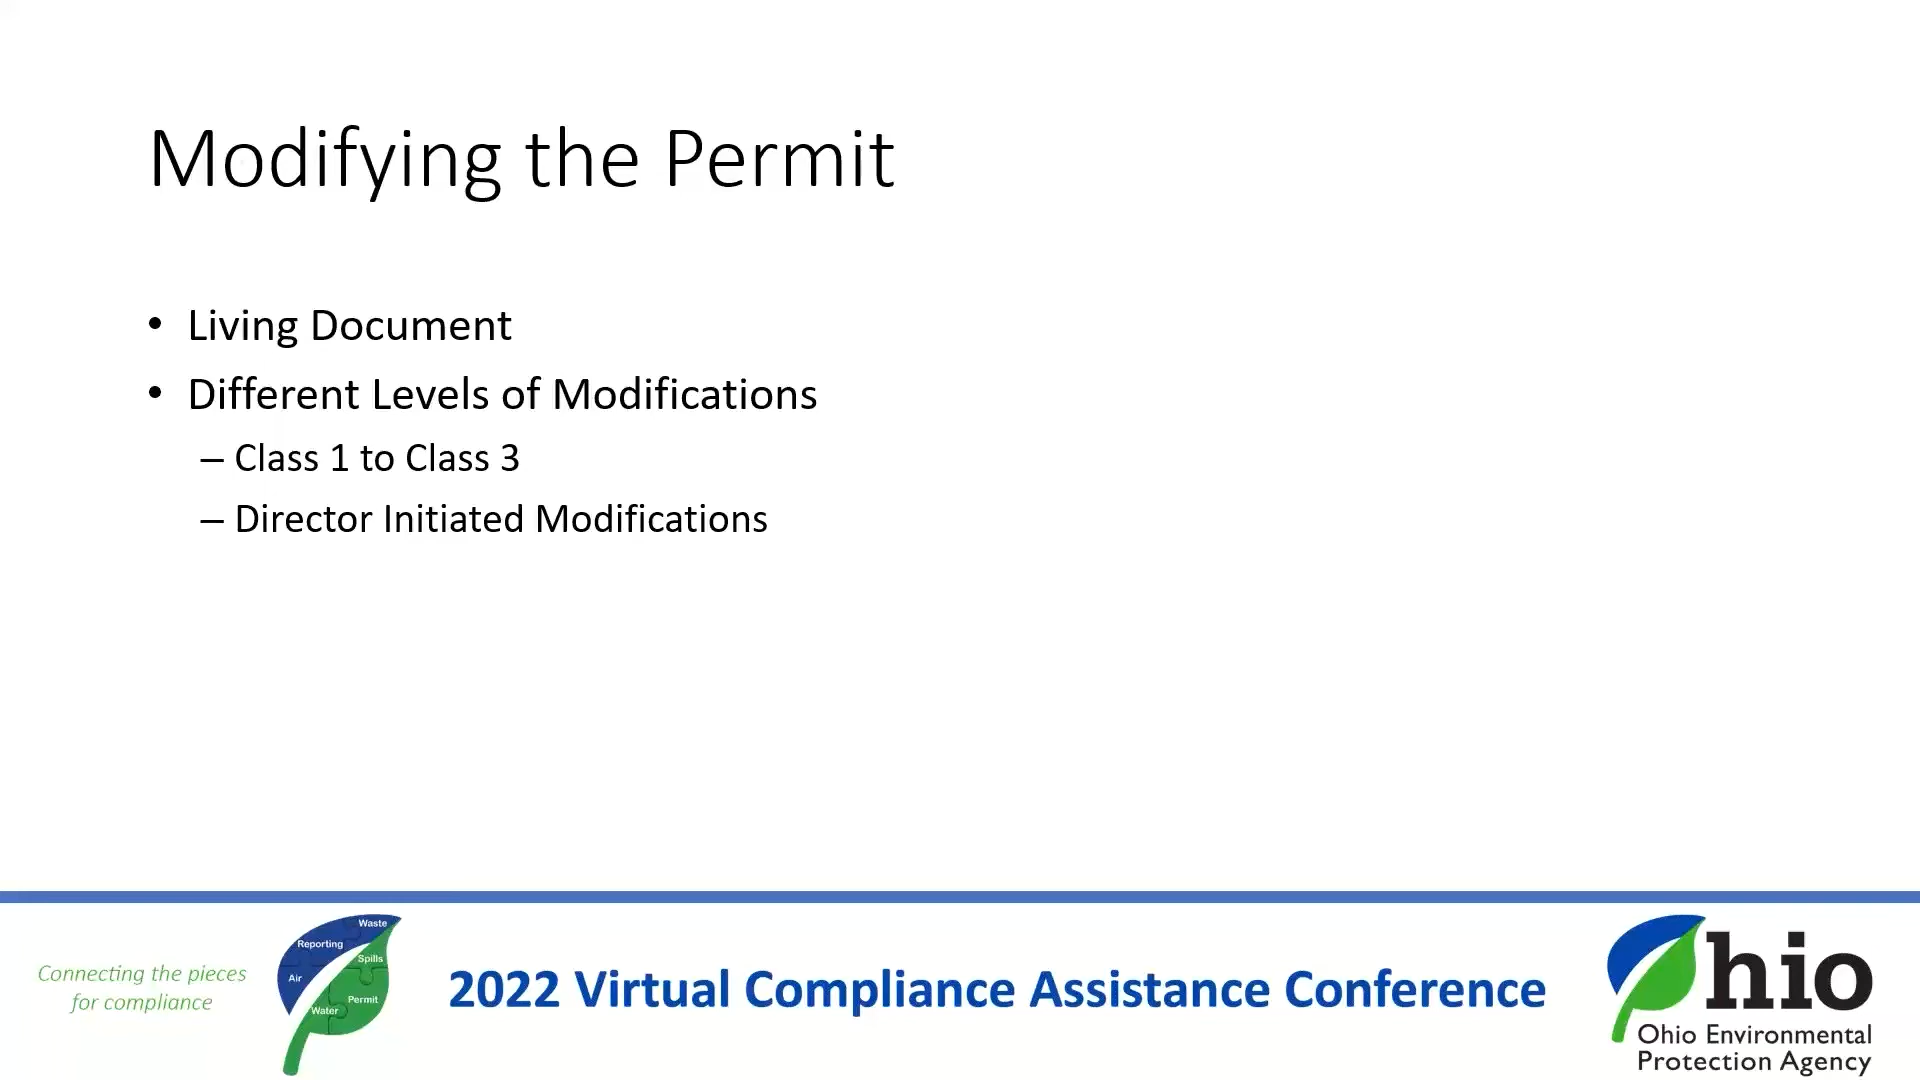 Modifying the Permit
• Living Document
• Different Levels of Modifications
– Class 1 to Class 3
– Director Initiated Modifications
Connecting the pieces
for compliance
Waste
Reporting
Spills
Air
Permit
Water
2022 Virtual Compliance Assistance Conference
hio
Ohio Environmental
Protection Agency